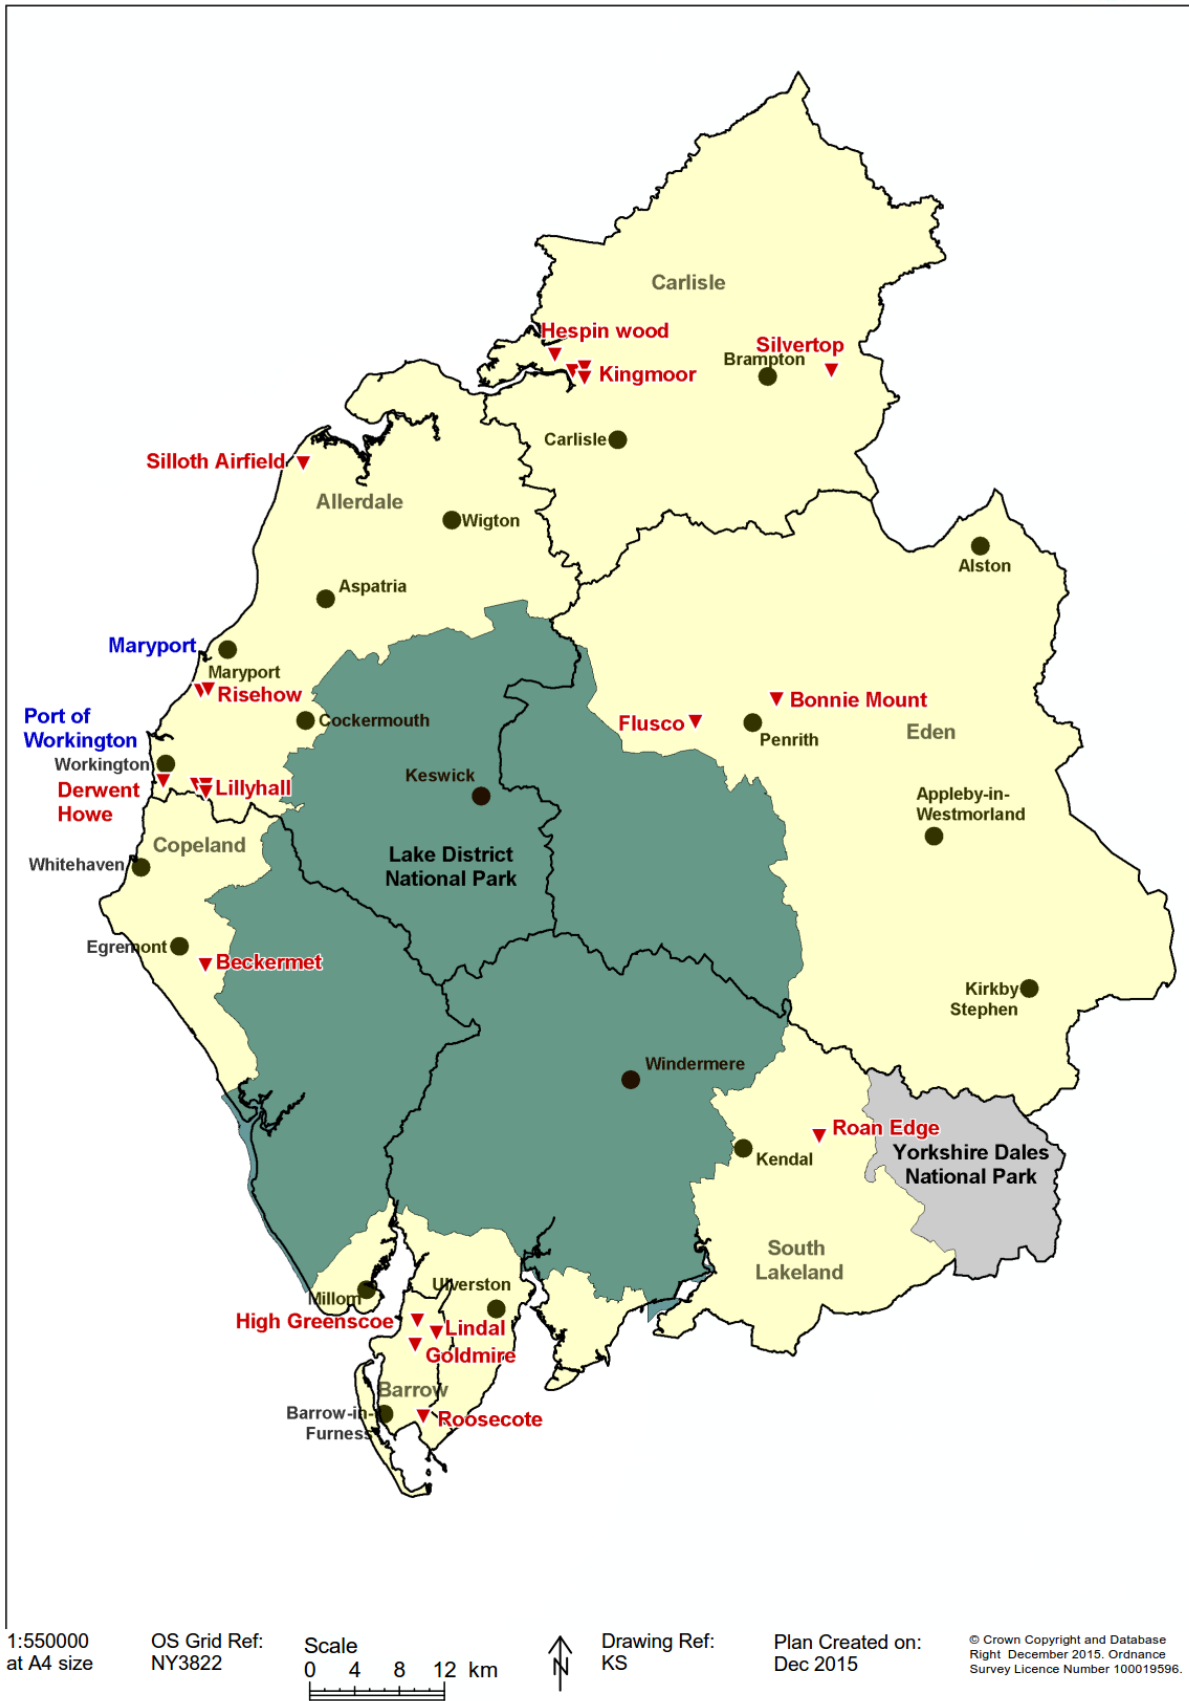 Carlisle
Hespin wood
Silvertop
Brampton
Kingmoor
Carlisle
Silloth Airfield
Allerdale
Wigton
Alston
Aspatria
Maryport
Maryport
Risehow
Bonnie Mount
Port of
Workington
Cockermouth
Flusco
Penrith
Eden
Workington
Keswick
Derwent
Howe
Lillyhall
Appleby-in-
Westmorland
Copeland
Lake District
National Park
Whitehaven
Egremont
Beckermet
Kirkby
Stephen
Windermere
Roan Edge
Kendal
Yorkshire Dales
National Park
South
Lakeland
Ulverston
Millom
High Greenscoe
Lindal
Goldmire
Barrow
Barrow-in-
Furness
Roosecote
1:550000
at A4 size
OS Grid Ref:
NY3822
Scale
0 4 8 12 km
N
Drawing Ref:
KS
Plan Created on:
Dec 2015
© Crown Copyright and Database
Right December 2015. Ordnance
Survey Licence Number 100019596.